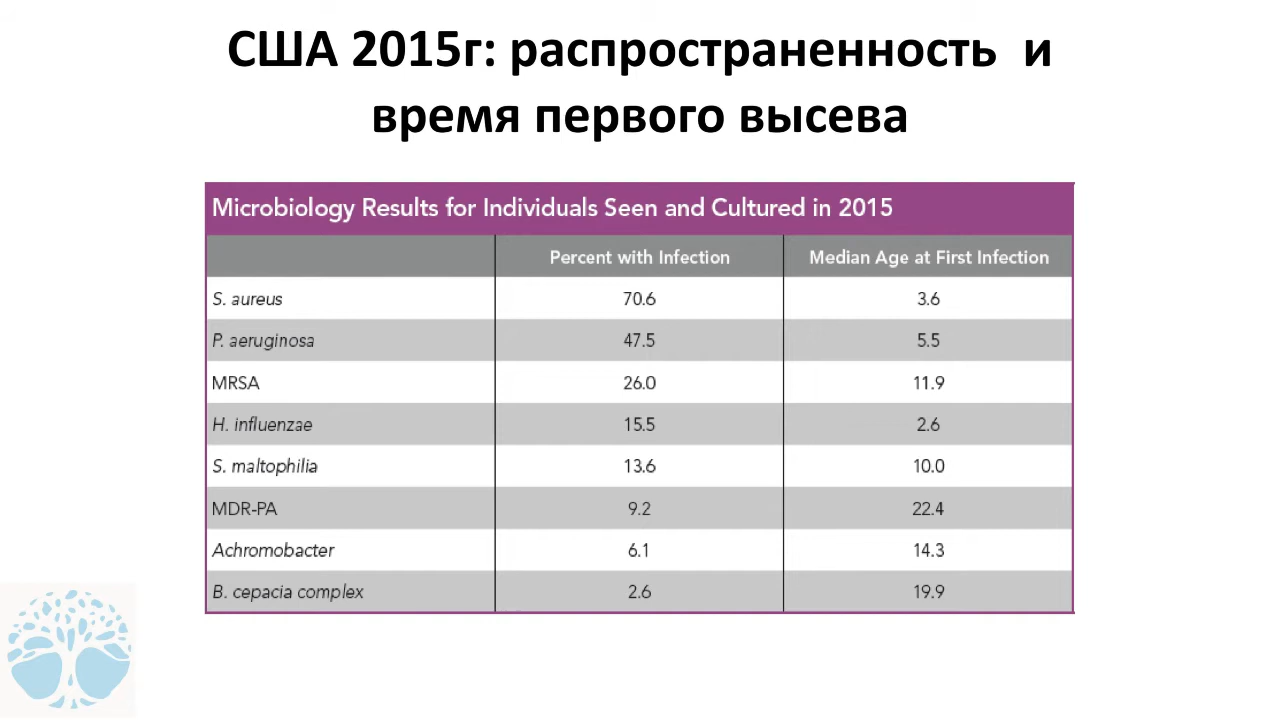 США 2015г: распространенность и
время первого высева
Microbiology Results for Individuals Seen and Cultured in 2015
Percent with Infection Median Age at First Infection
S. aureus 70.6 3.6
P. aeruginosa 47.5 5.5
MRSA 26.0 11.9
H. influenzae 15.5 2.6
S. maltophilia 13.6 10.0
MDR-PA 9.2 22.4
Achromobacter 6.1 14.3
B. cepacia complex 2.6 19.9